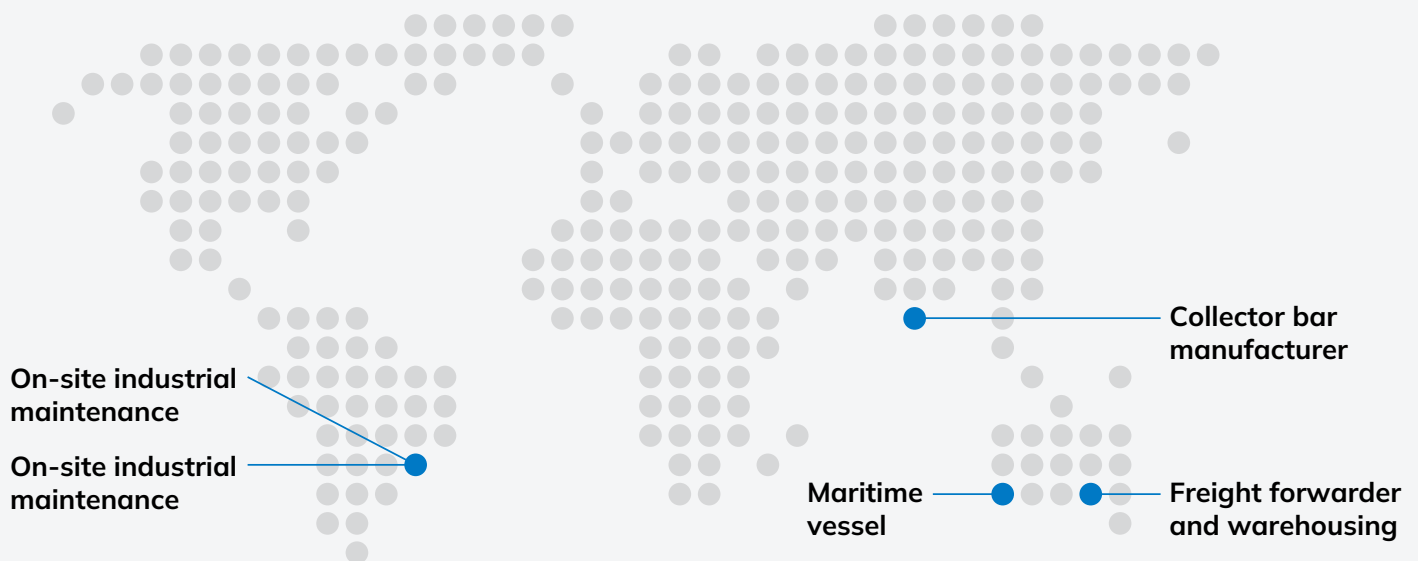 Collector bar
manufacturer
On-site industrial
maintenance
On-site industrial
maintenance
Maritime
vessel
Freight forwarder
and warehousing